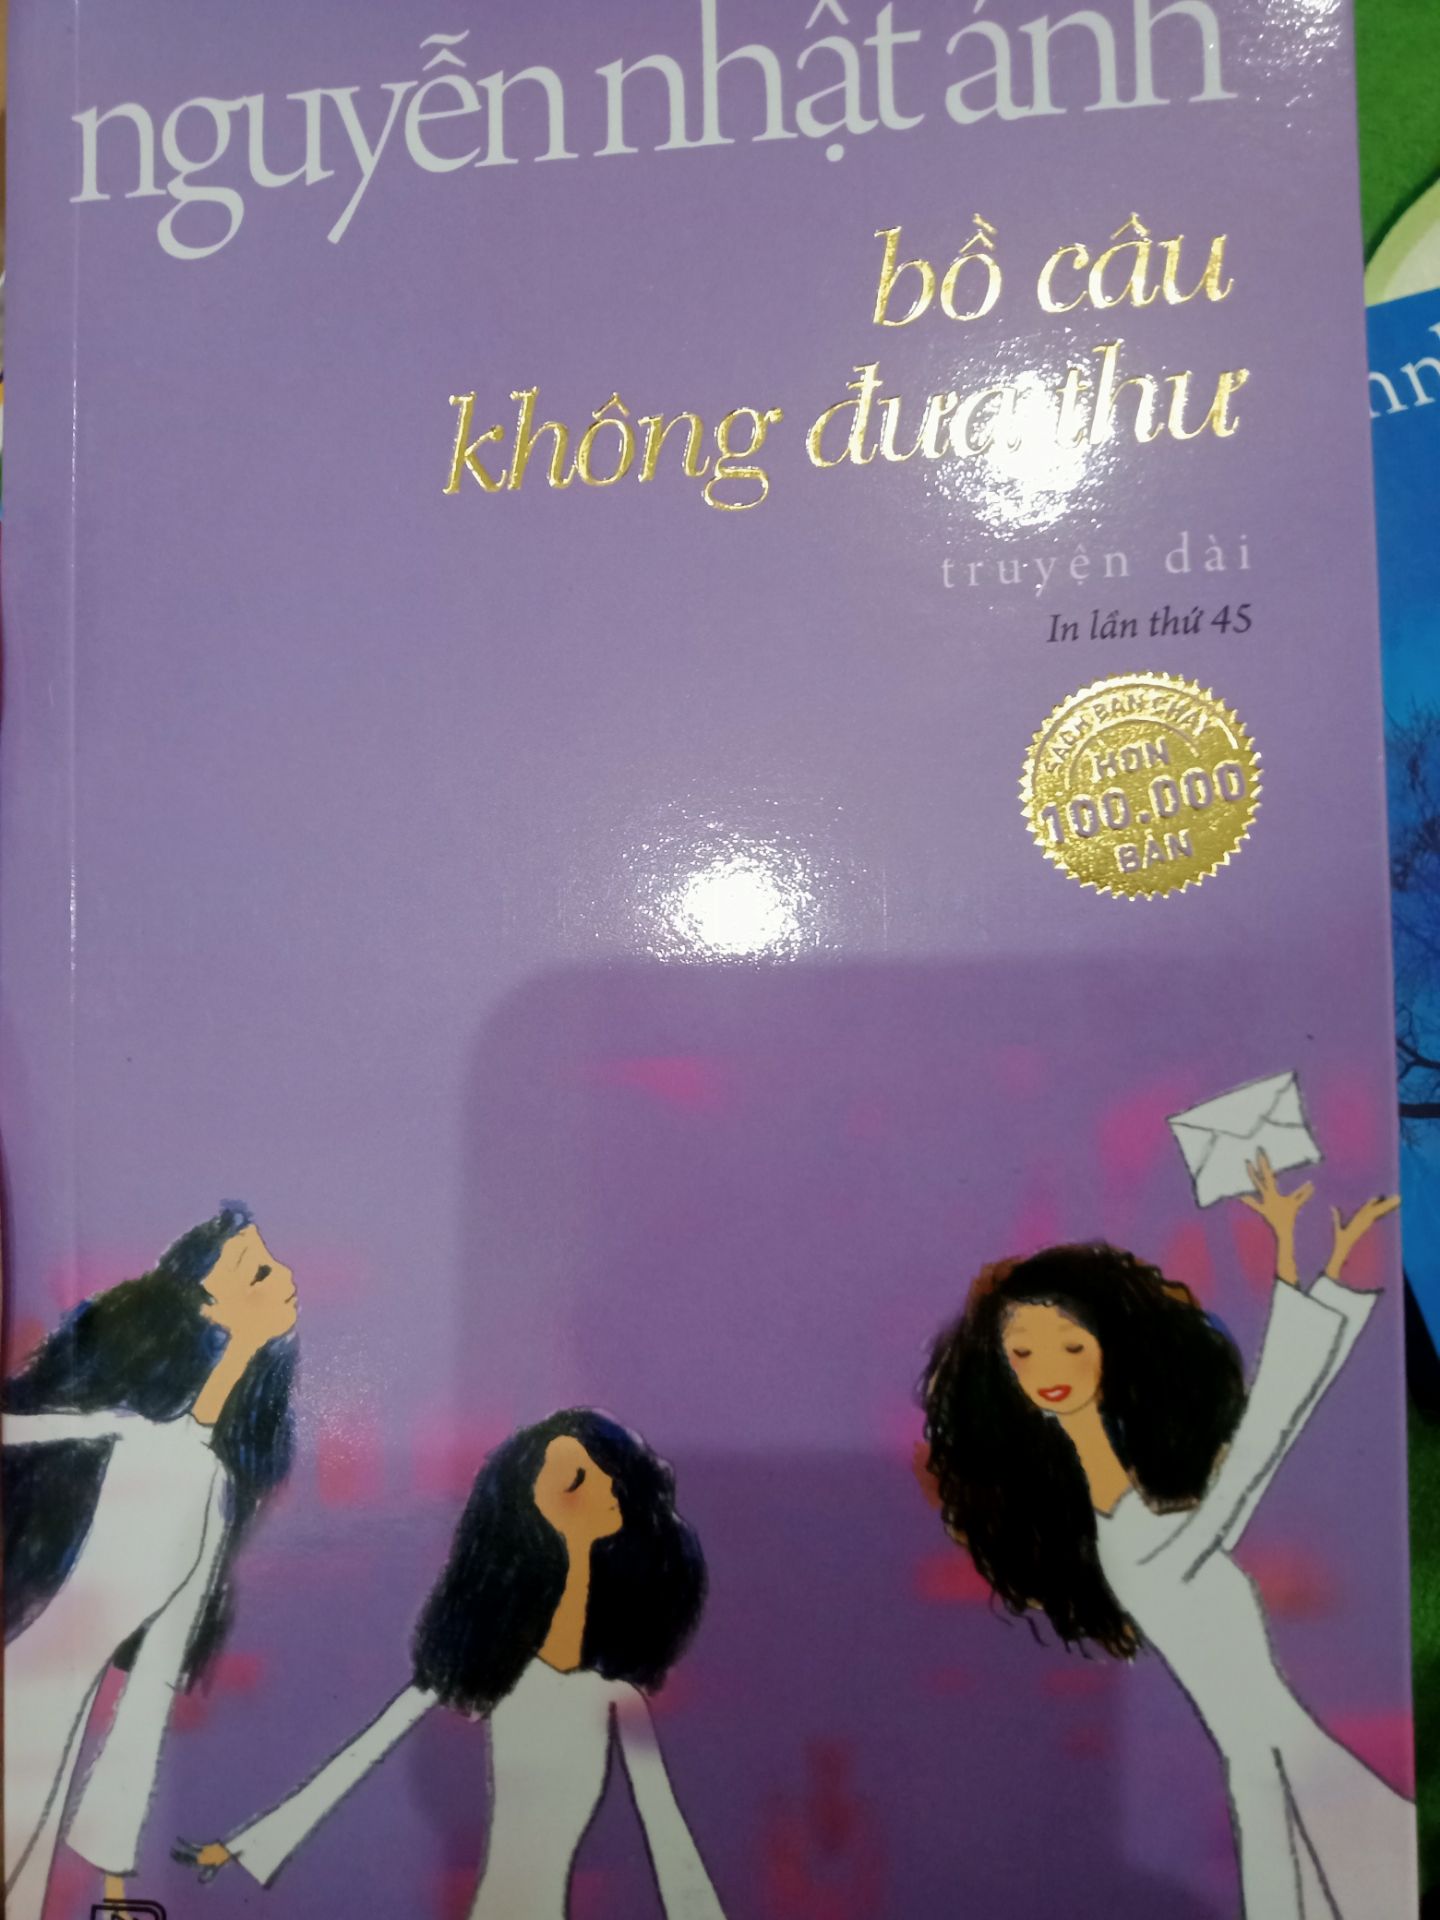 nguyễn nhật ánh
bồ câu
không đưa thư
truyện dài
In lần thứ 45
SÁCH BÁN CHẠY
HƠN
100.000
BẢN